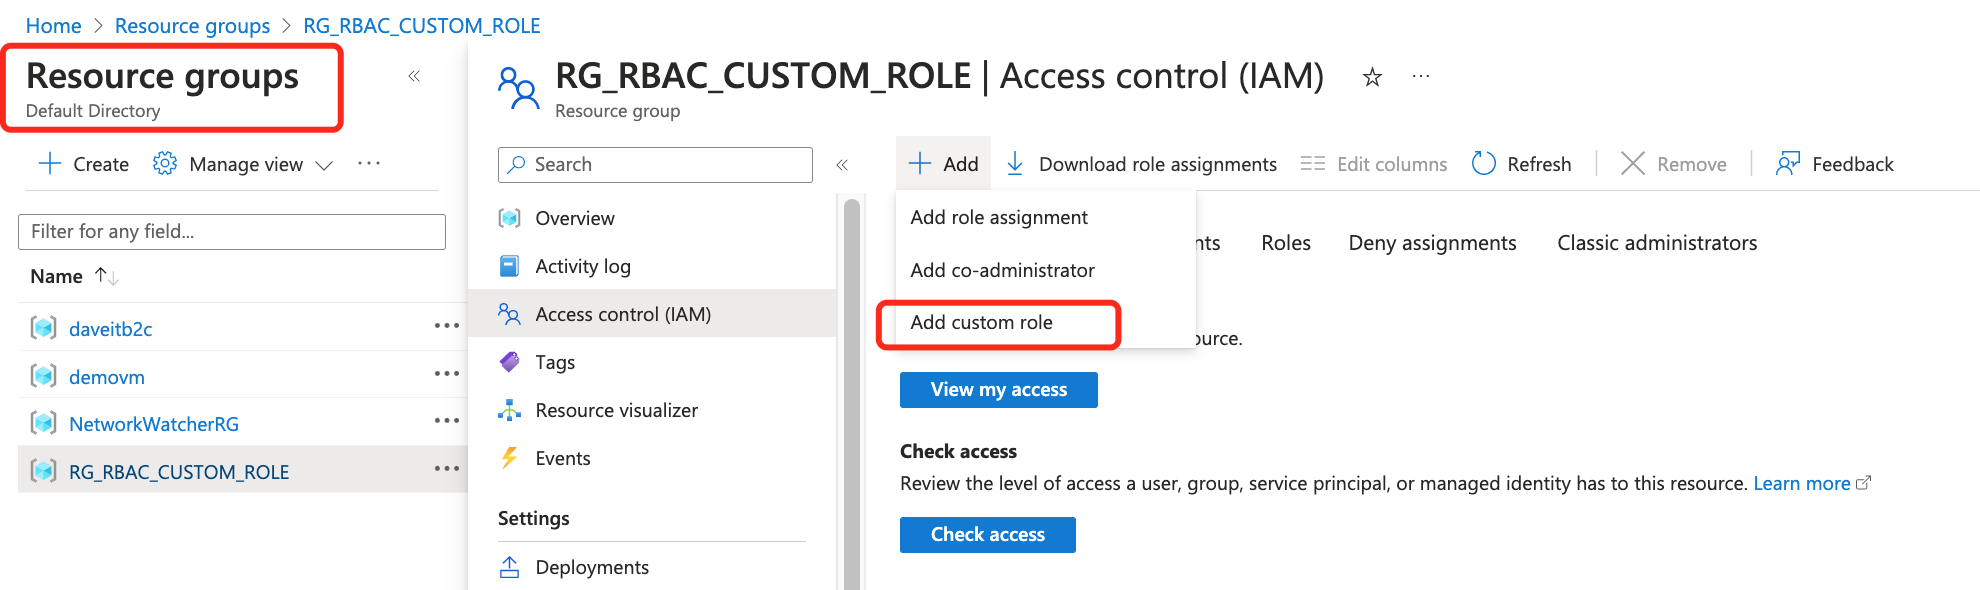 Home > Resource groups > RG_RBAC_CUSTOM_ROLE
Resource groups
Default Directory
Create Manage view ...
Filter for any field...
Name
daveitb2c ...
demovm ...
NetworkWatcherRG ...
RG_RBAC_CUSTOM_ROLE ...
RG_RBAC_CUSTOM_ROLE | Access control (IAM) ...
Resource group
Search
Overview
Activity log
Access control (IAM)
Tags
Resource visualizer
Events
Settings
Deployments
Add Download role assignments Edit columns Refresh Remove Feedback
Add role assignment
Add co-administrator
Add custom role
nts Roles Deny assignments Classic administrators
ource.
View my access
Check access
Review the level of access a user, group, service principal, or managed identity has to this resource. Learn more
Check access